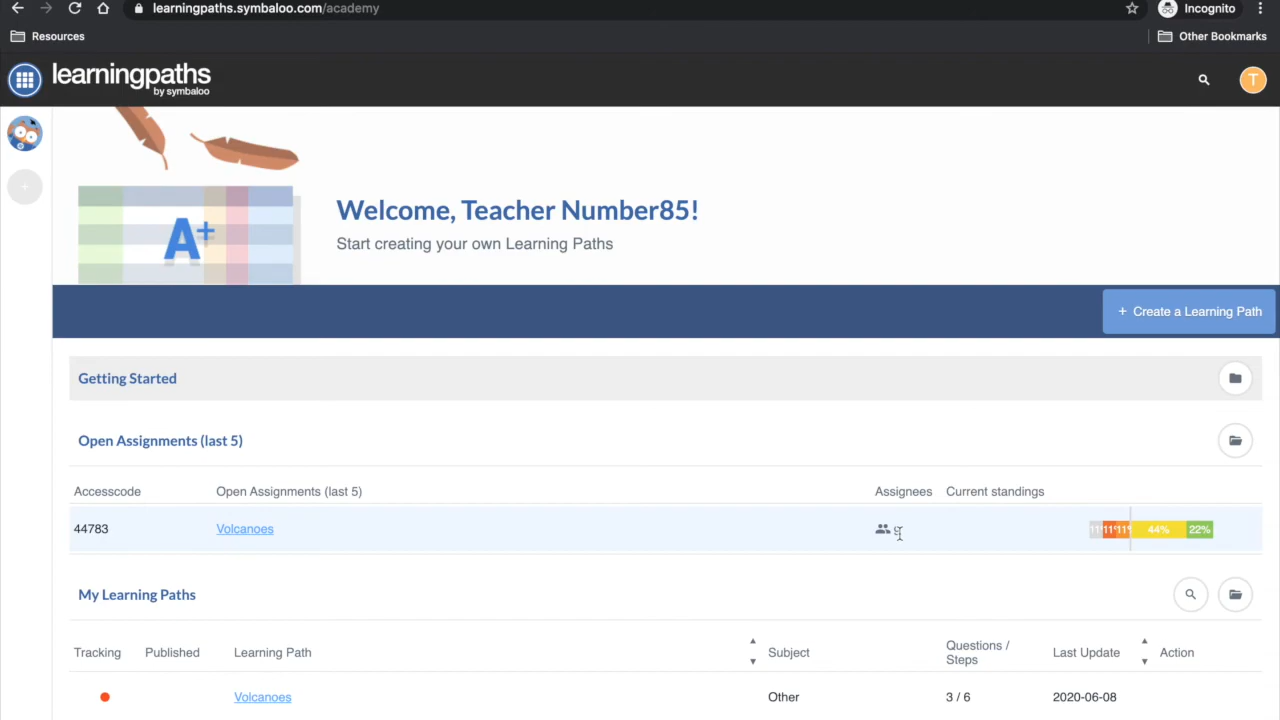 learningpaths.symbaloo.com/academy
Incognito
Resources
Other Bookmarks
learningpaths
by symbaloo
T
A+
Welcome, Teacher Number85!
Start creating your own Learning Paths
+ Create a Learning Path
Getting Started
Open Assignments (last 5)
Accesscode Open Assignments (last 5) Assignees Current standings
44783 Volcanoes 44% 22%
My Learning Paths
Tracking Published Learning Path Subject Questions / Steps Last Update Action
Volcanoes Other 3 / 6 2020-06-08